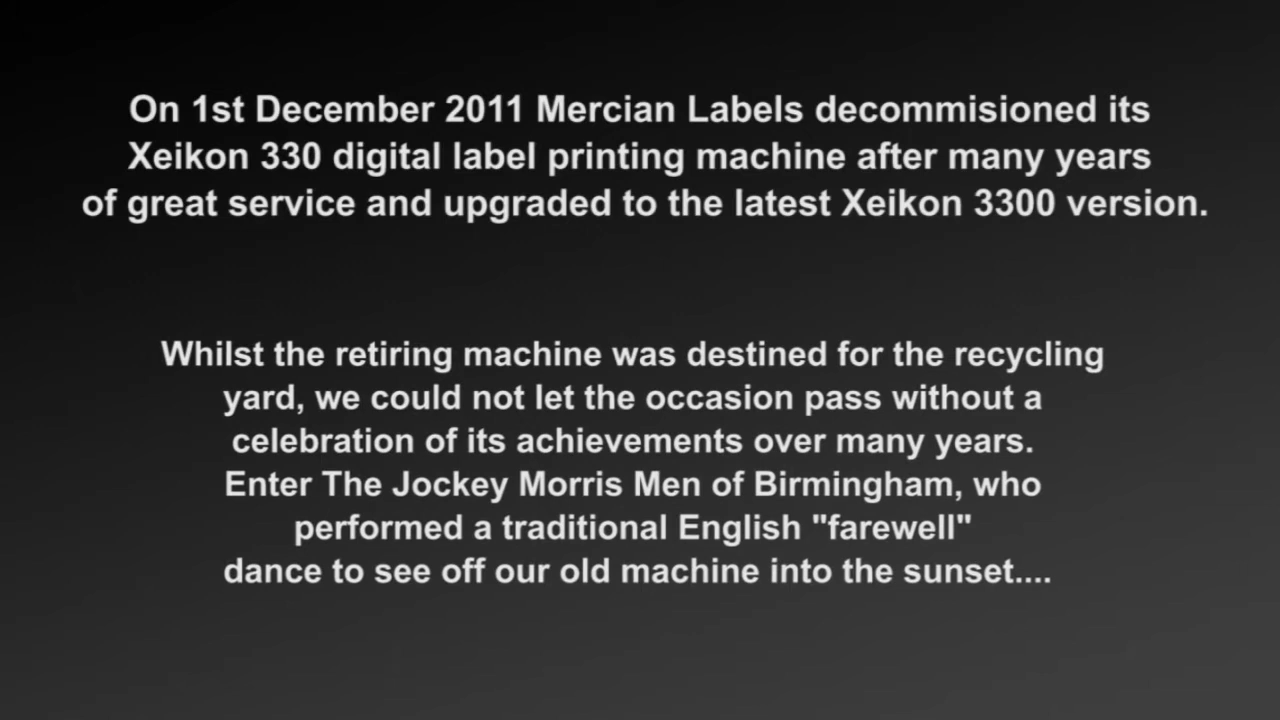 On 1st December 2011 Mercian Labels decommisioned its
Xeikon 330 digital label printing machine after many years
of great service and upgraded to the latest Xeikon 3300 version.
Whilst the retiring machine was destined for the recycling
yard, we could not let the occasion pass without a
celebration of its achievements over many years.
Enter The Jockey Morris Men of Birmingham, who
performed a traditional English "farewell"
dance to see off our old machine into the sunset....